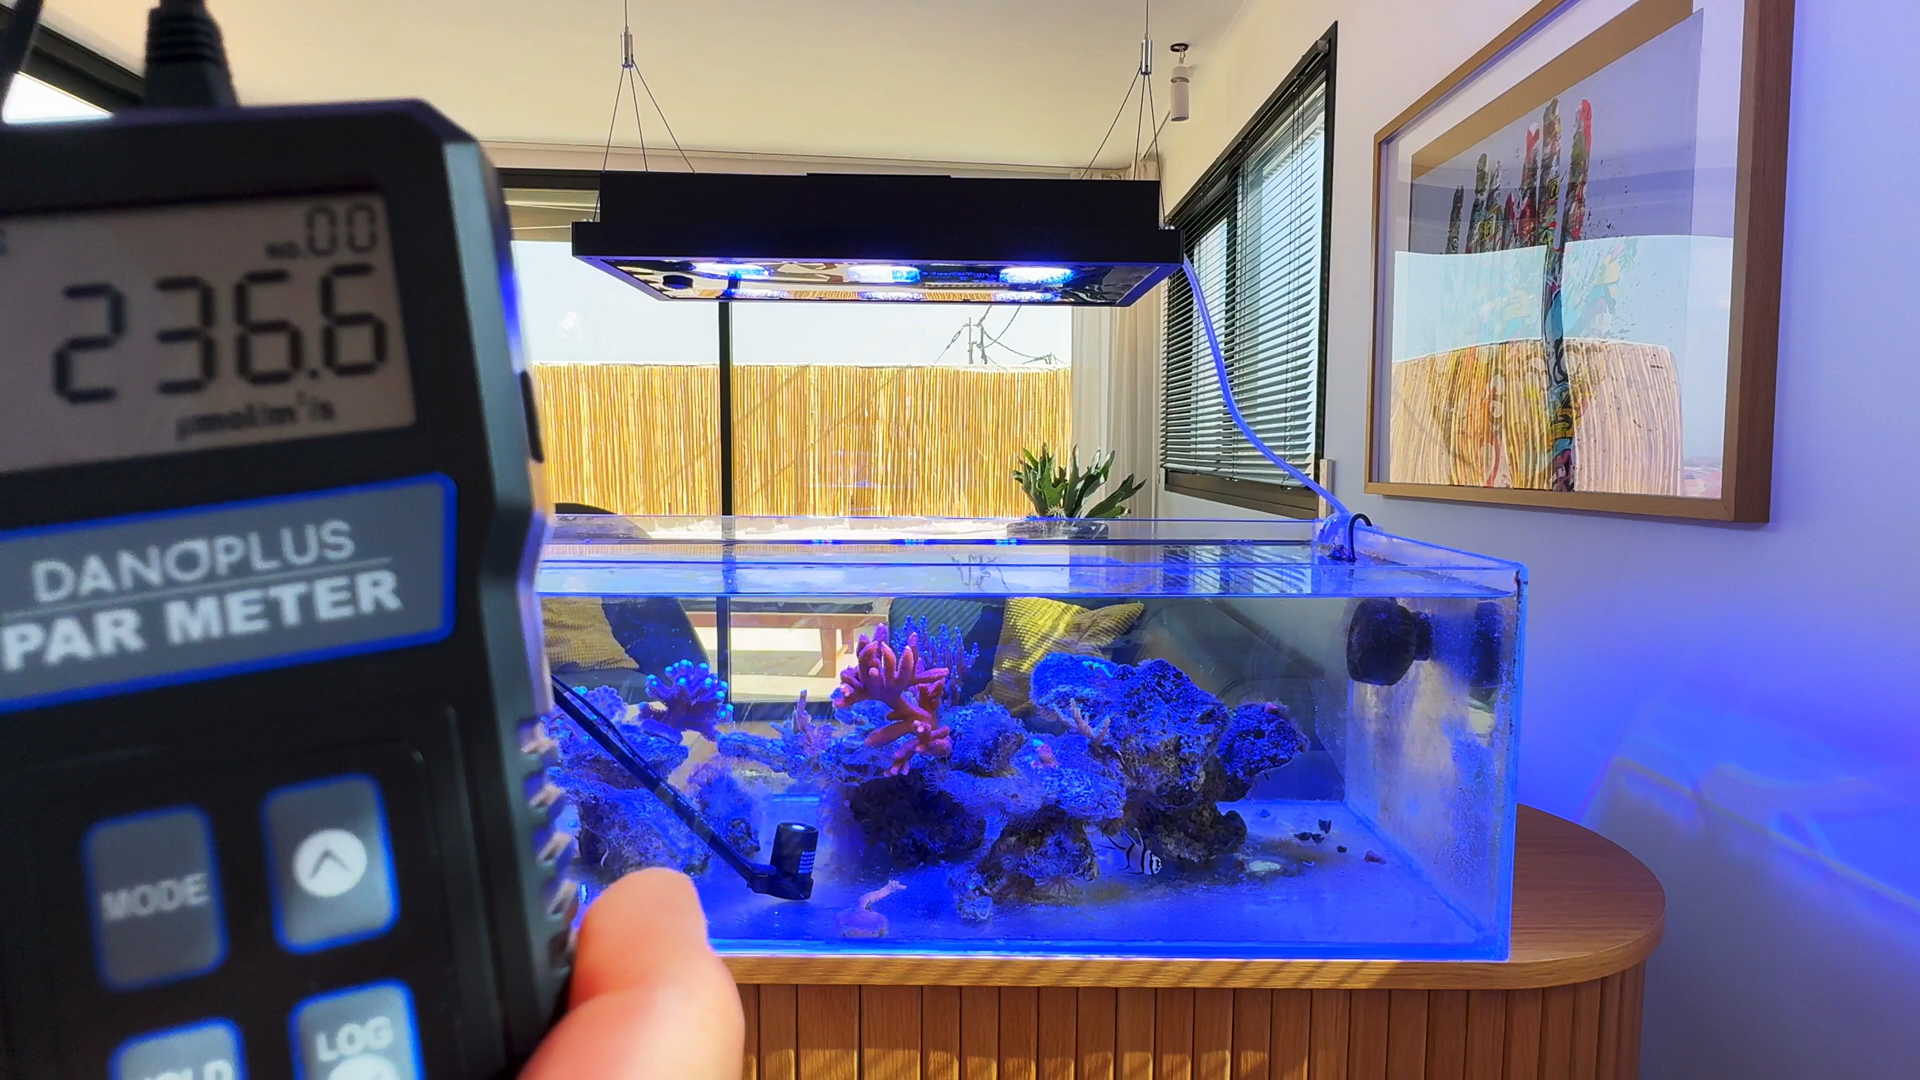 NO. 00
236.6
μmol/m²/s
DANOPLUS
PAR METER
MODE
LOG